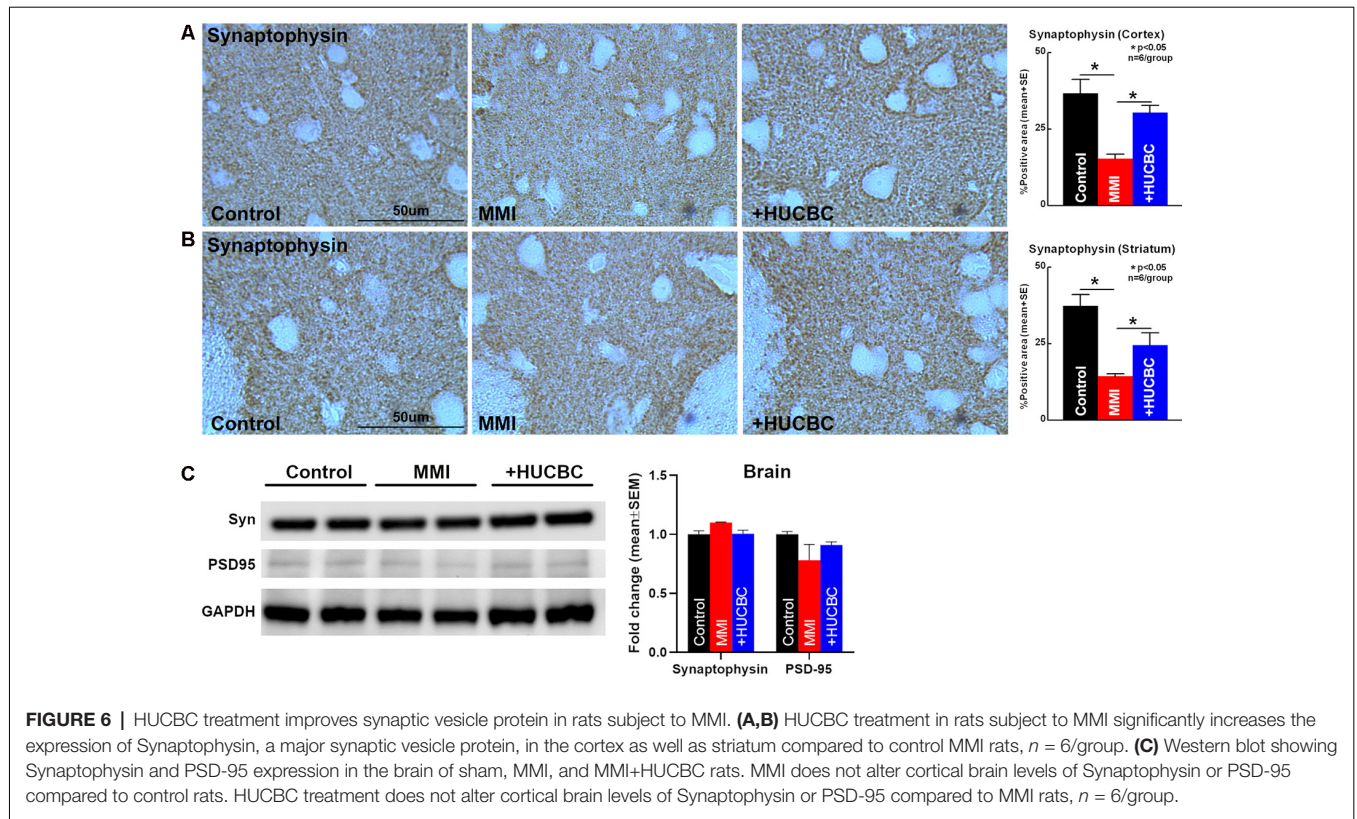 A
Synaptophysin
Control
50um
MMI
+HUCBC
Synaptophysin (Cortex)
* p<0.05
n=6/group
50
25
0
%Positive area (mean+SE)
*
*
Control
MMI
+HUCBC
B
Synaptophysin
Control
50um
MMI
+HUCBC
Synaptophysin (Striatum)
* p<0.05
n=6/group
50
25
0
%Positive area (mean+SE)
*
*
Control
MMI
+HUCBC
C
Control MMI +HUCBC
Syn
PSD95
GAPDH
Brain
1.5
1.0
0.5
0.0
Fold change (mean±SEM)
Control
MMI
+HUCBC
Control
MMI
+HUCBC
Synaptophysin PSD-95
FIGURE 6 | HUCBC treatment improves synaptic vesicle protein in rats subject to MMI. (A,B) HUCBC treatment in rats subject to MMI significantly increases the
expression of Synaptophysin, a major synaptic vesicle protein, in the cortex as well as striatum compared to control MMI rats, n = 6/group. (C) Western blot showing
Synaptophysin and PSD-95 expression in the brain of sham, MMI, and MMI+HUCBC rats. MMI does not alter cortical brain levels of Synaptophysin or PSD-95
compared to control rats. HUCBC treatment does not alter cortical brain levels of Synaptophysin or PSD-95 compared to MMI rats, n = 6/group.